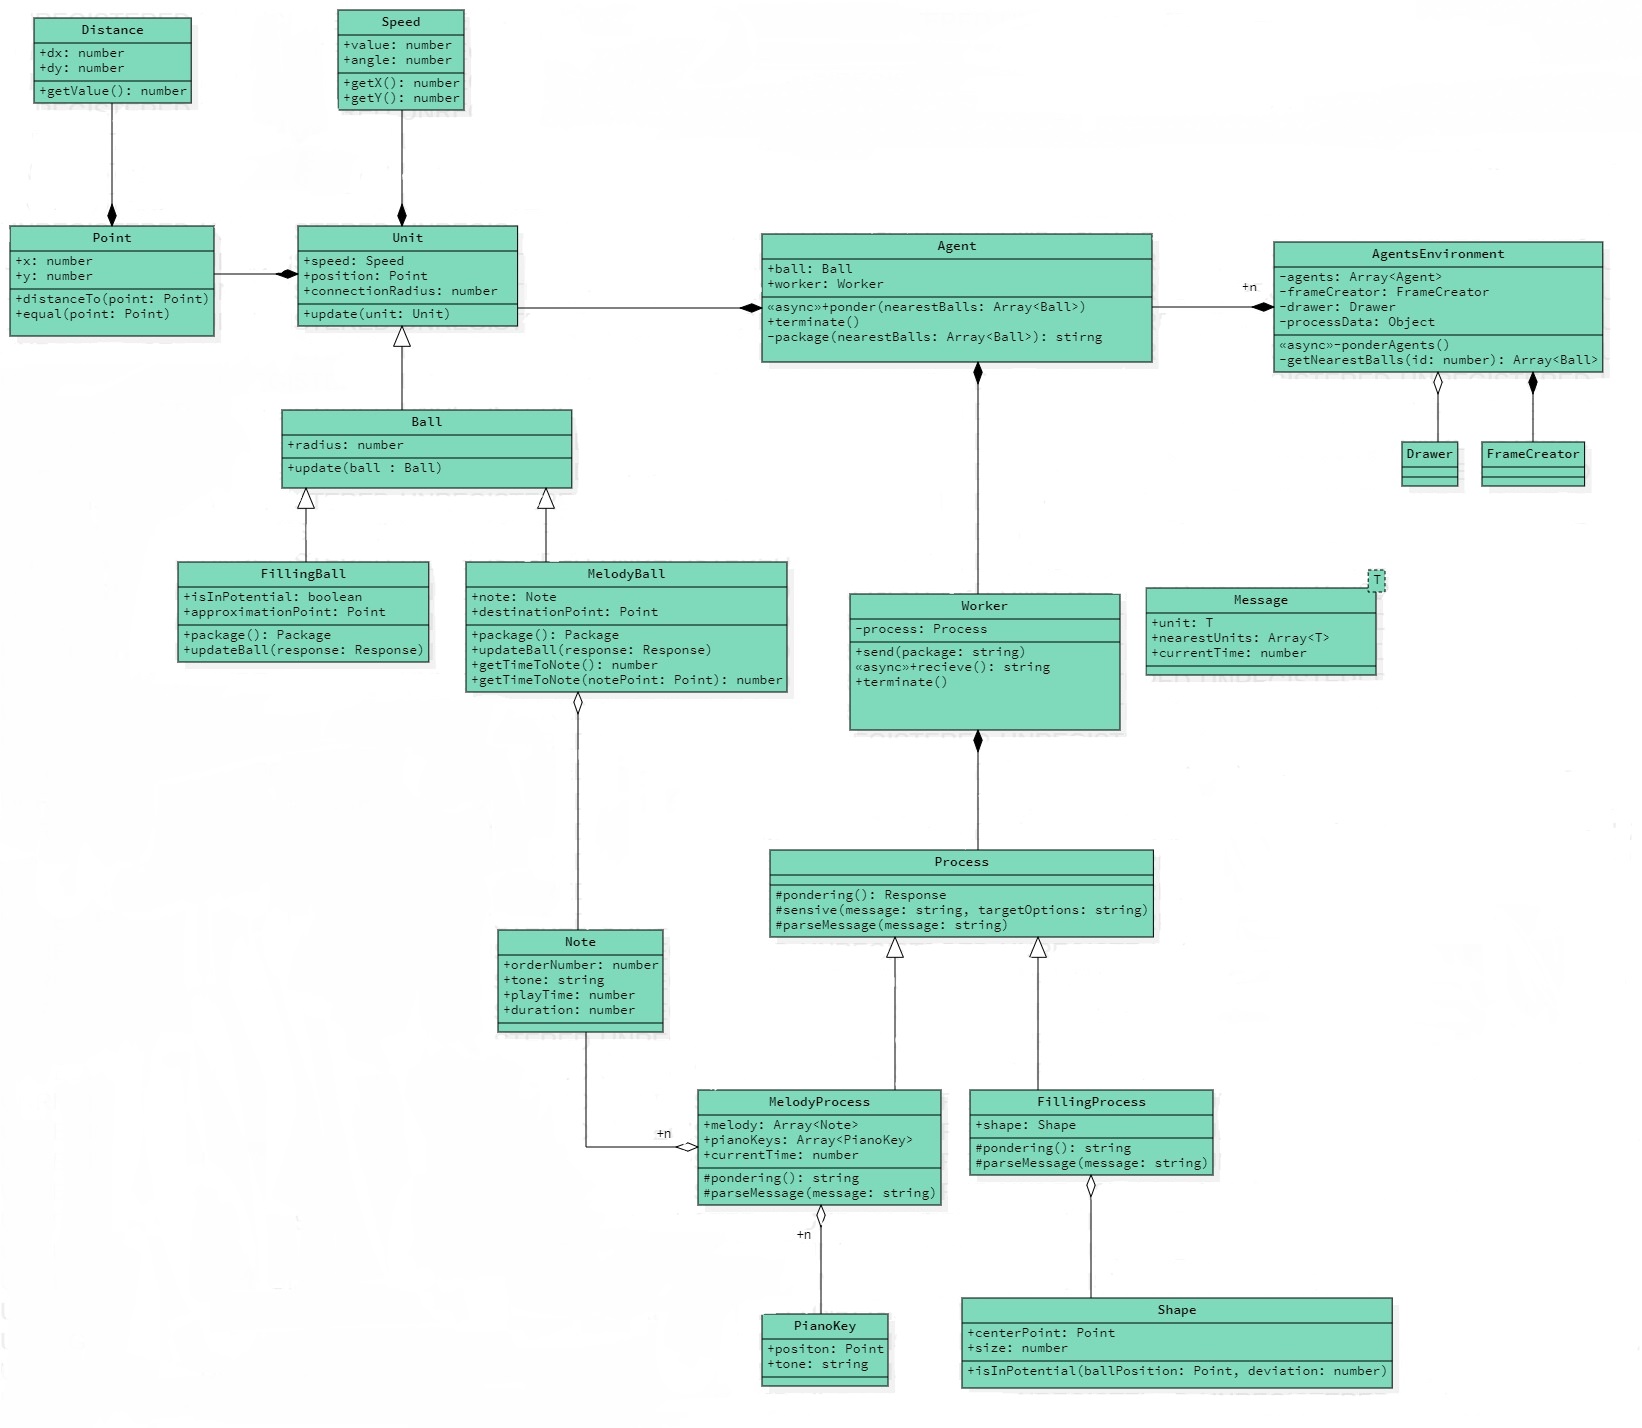 Distance
+dx: number
+dy: number
+getValue(): number
Speed
+value: number
+angle: number
+getX(): number
+getY(): number
Point
+x: number
+y: number
+distanceTo(point: Point)
+equal(point: Point)
Unit
+speed: Speed
+position: Point
+connectionRadius: number
+update(unit: Unit)
Agent
+ball: Ball
+worker: Worker
«async»+ponder(nearestBalls: Array<Ball>)
+terminate()
-package(nearestBalls: Array<Ball>): stirng
+n
AgentsEnvironment
-agents: Array<Agent>
-frameCreator: FrameCreator
-drawer: Drawer
-processData: Object
«async»-ponderAgents()
-getNearestBalls(id: number): Array<Ball>
Ball
+radius: number
+update(ball : Ball)
Drawer
FrameCreator
FillingBall
+isInPotential: boolean
+approximationPoint: Point
+package(): Package
+updateBall(response: Response)
MelodyBall
+note: Note
+destinationPoint: Point
+package(): Package
+updateBall(response: Response)
+getTimeToNote(): number
+getTimeToNote(notePoint: Point): number
Worker
-process: Process
+send(package: string)
«async»+recieve(): string
+terminate()
T
Message
+unit: T
+nearestUnits: Array<T>
+currentTime: number
Process
#pondering(): Response
#sensive(message: string, targetOptions: string)
#parseMessage(message: string)
Note
+orderNumber: number
+tone: string
+playTime: number
+duration: number
+n
MelodyProcess
+melody: Array<Note>
+pianoKeys: Array<PianoKey>
+currentTime: number
#pondering(): string
#parseMessage(message: string)
FillingProcess
+shape: Shape
#pondering(): string
#parseMessage(message: string)
+n
PianoKey
+positon: Point
+tone: string
Shape
+centerPoint: Point
+size: number
+isInPotential(ballPosition: Point, deviation: number)